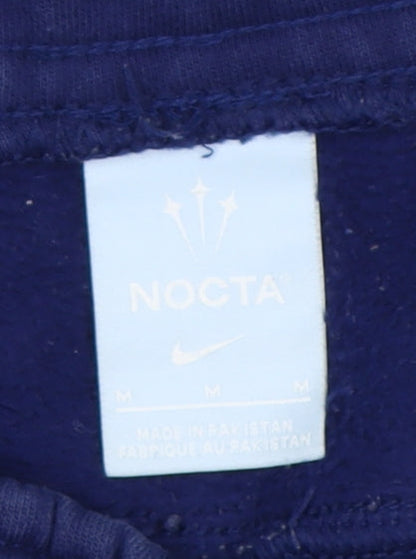 NOCTA
M M M
MADE IN PAKISTAN
FABRIQUÉ AU PAKISTAN